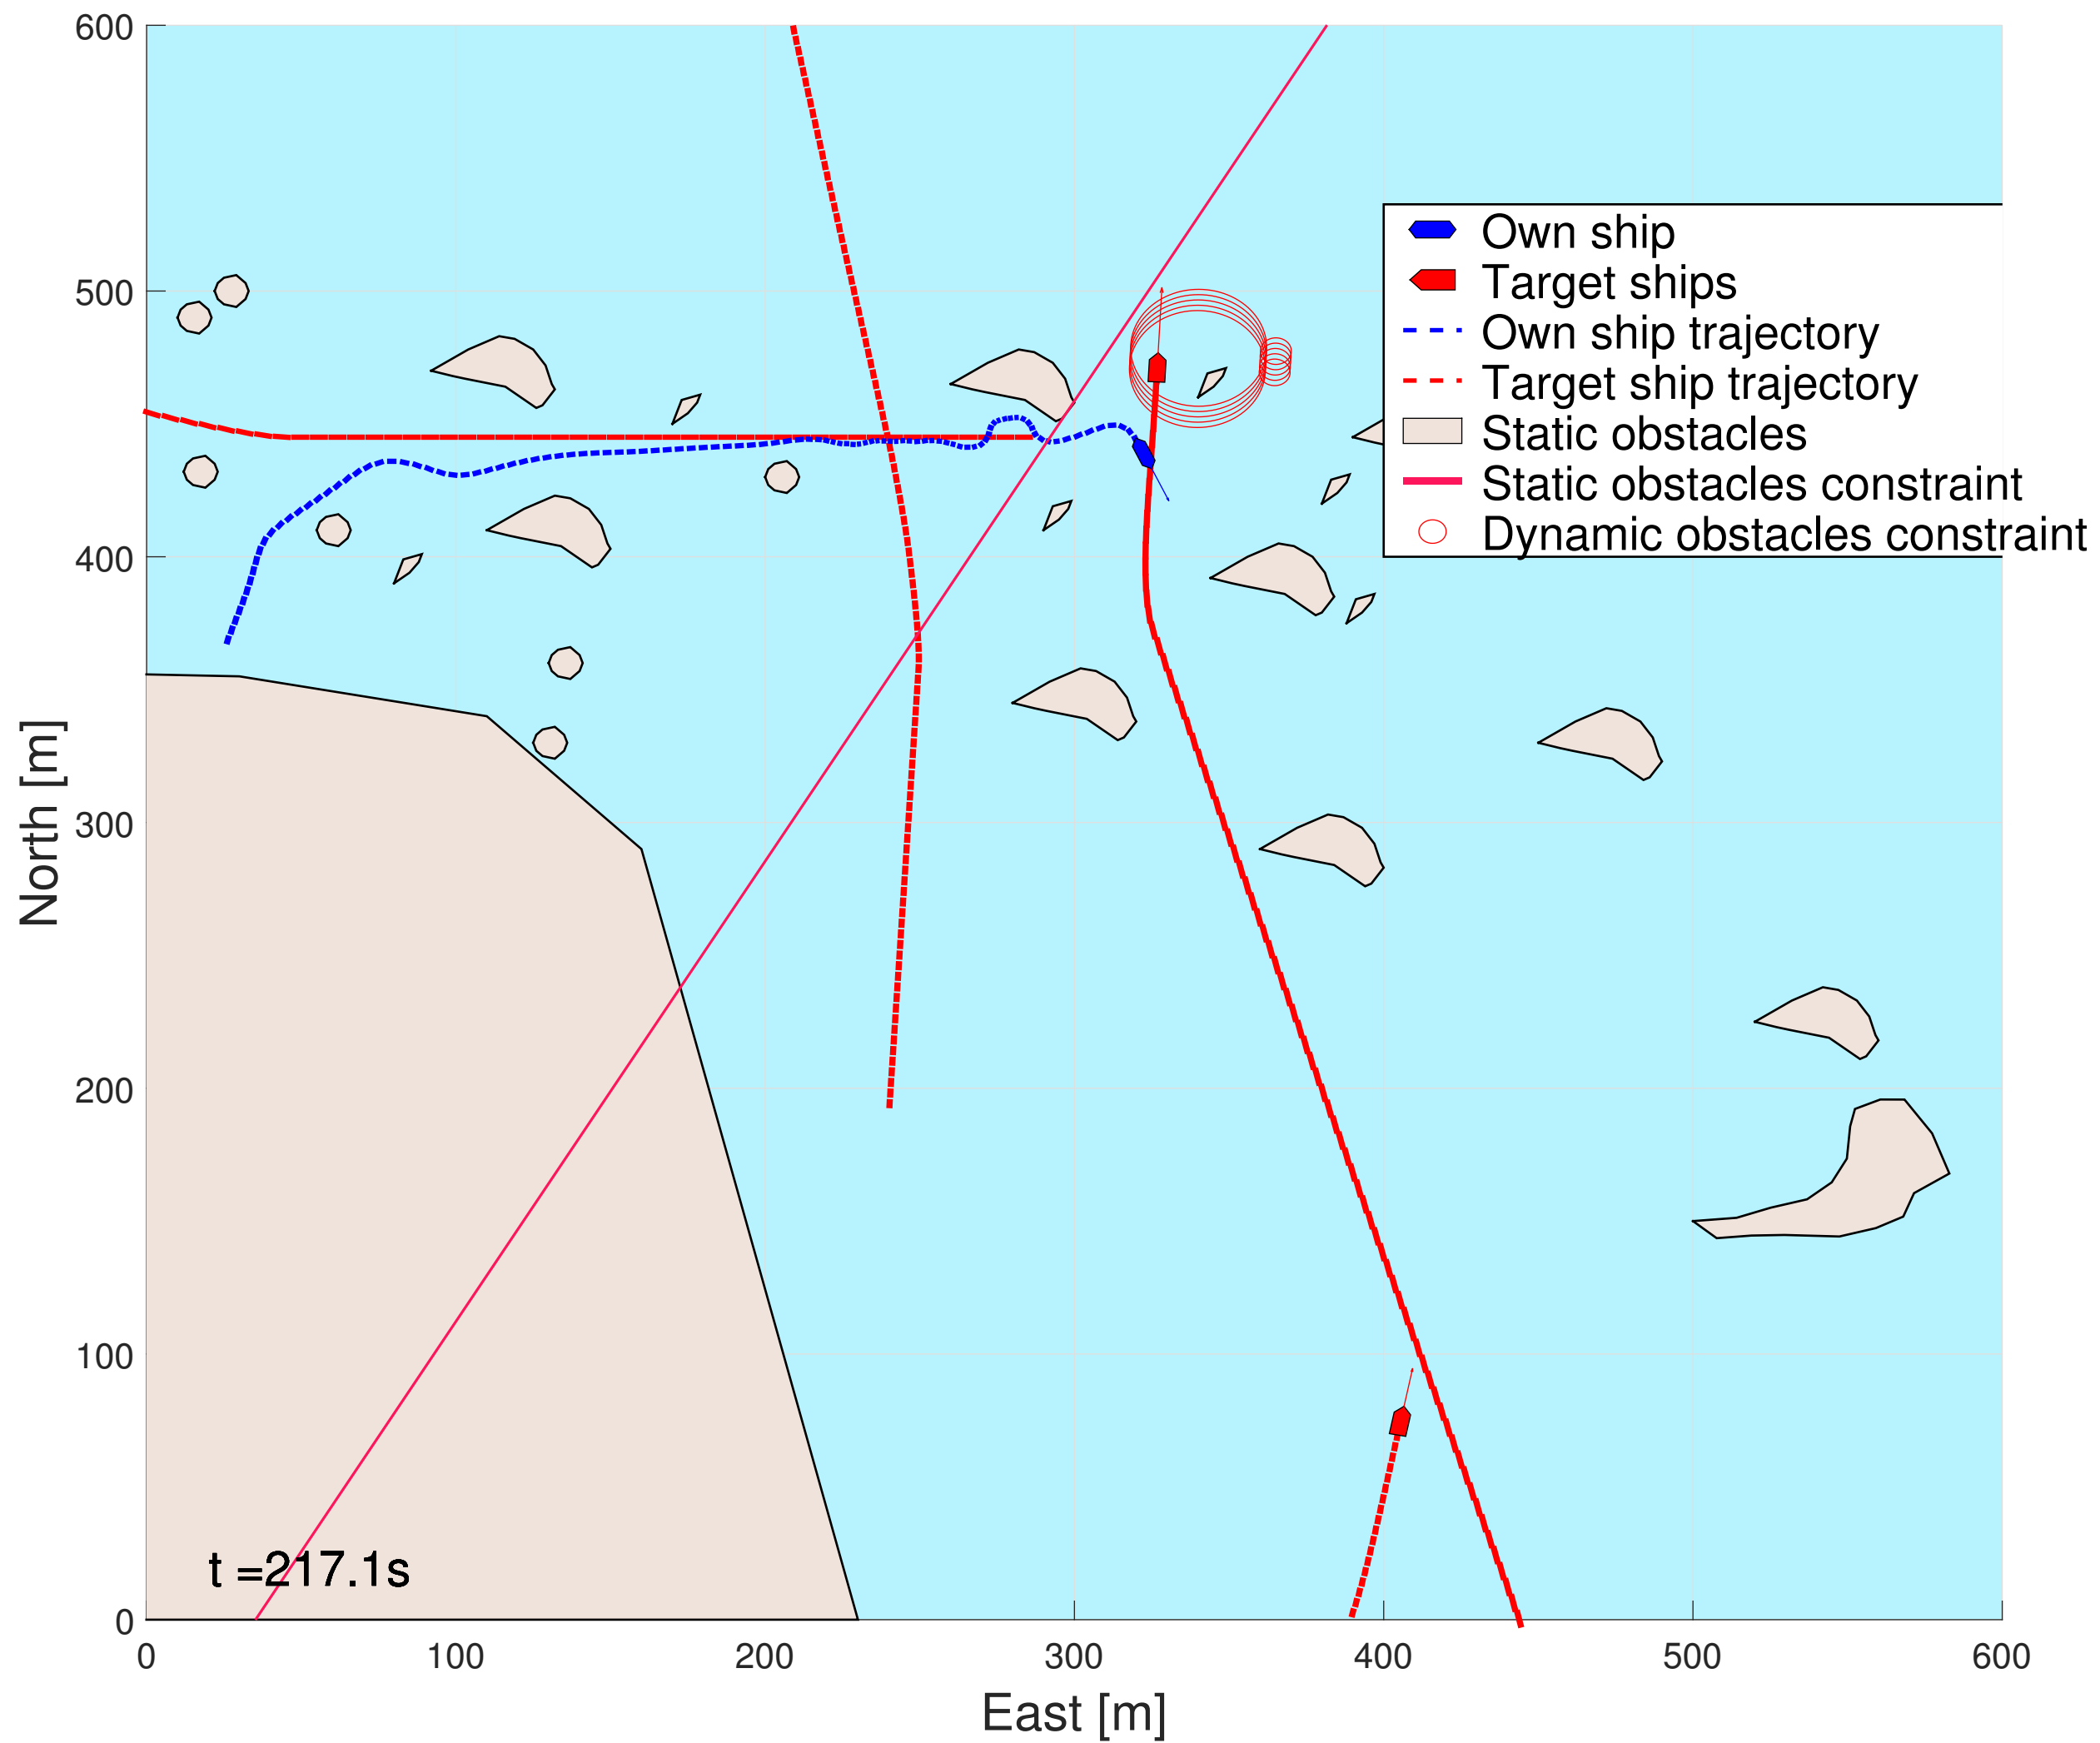 600
500
400
300
200
100
0
North [m]
Own ship
Target ships
Own ship trajectory
Target ship trajectory
Static obstacles
Static obstacles constraint
Dynamic obstacles constraint
t =217.1s
0 100 200 300 400 500 600
East [m]